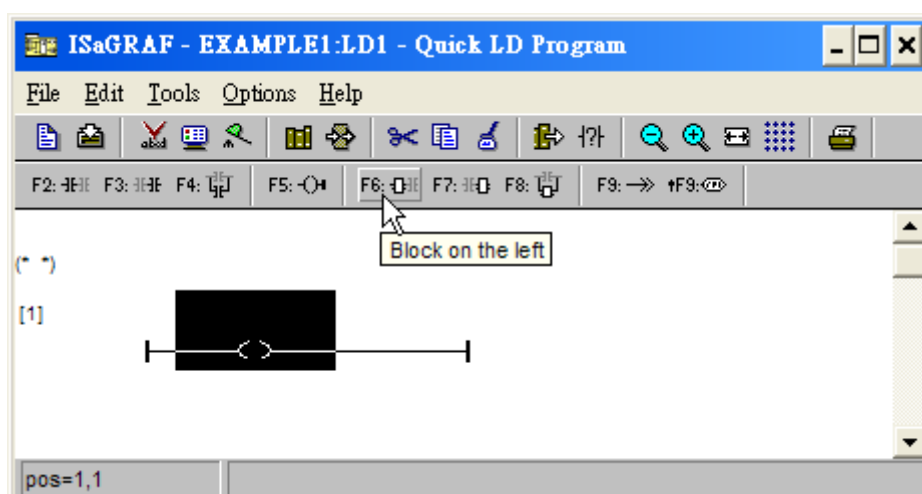 ISaGRAF - EXAMPLE1:LD1 - Quick LD Program
File Edit Tools Options Help
F2: F3: F4: F5: F6: F7: F8: F9: F9:
Block on the left
(* *)
[1]
pos=1,1